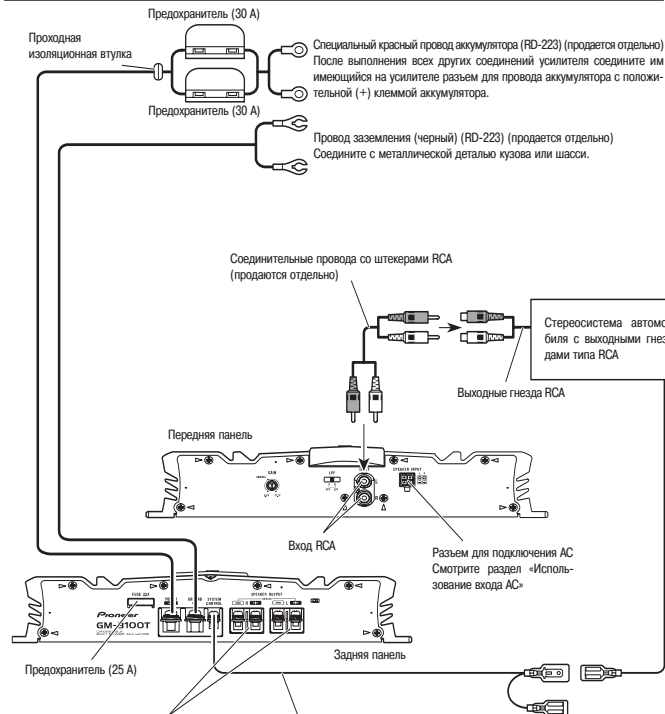 Предохранитель (30 А)
Проходная
изоляционная втулка
Специальный красный провод аккумулятора (RD-223) (продается отдельно)
После выполнения всех других соединений усилителя соедините им
имеющийся на усилителе разъем для провода аккумулятора с положи-
тельной (+) клеммой аккумулятора.
Предохранитель (30 А)
Провод заземления (черный) (RD-223) (продается отдельно)
Соедините с металлической деталью кузова или шасси.
Соединительные провода со штекерами RCA
(продаются отдельно)
Стереосистема автомо
биля с выходными гнез
дами типа RCA
Выходные гнезда RCA
Передняя панель
GAIN
LPF
INPUT
SPEAKER INPUT
Вход RCA
Разъем для подключения АС
Смотрите раздел «Исполь-
зование входа АС»
FUSE 25A
SYSTEM
CONTROL
SPEAKER OUTPUT
Pioneer
GM-3100T
Предохранитель (25 А)
Задняя панель